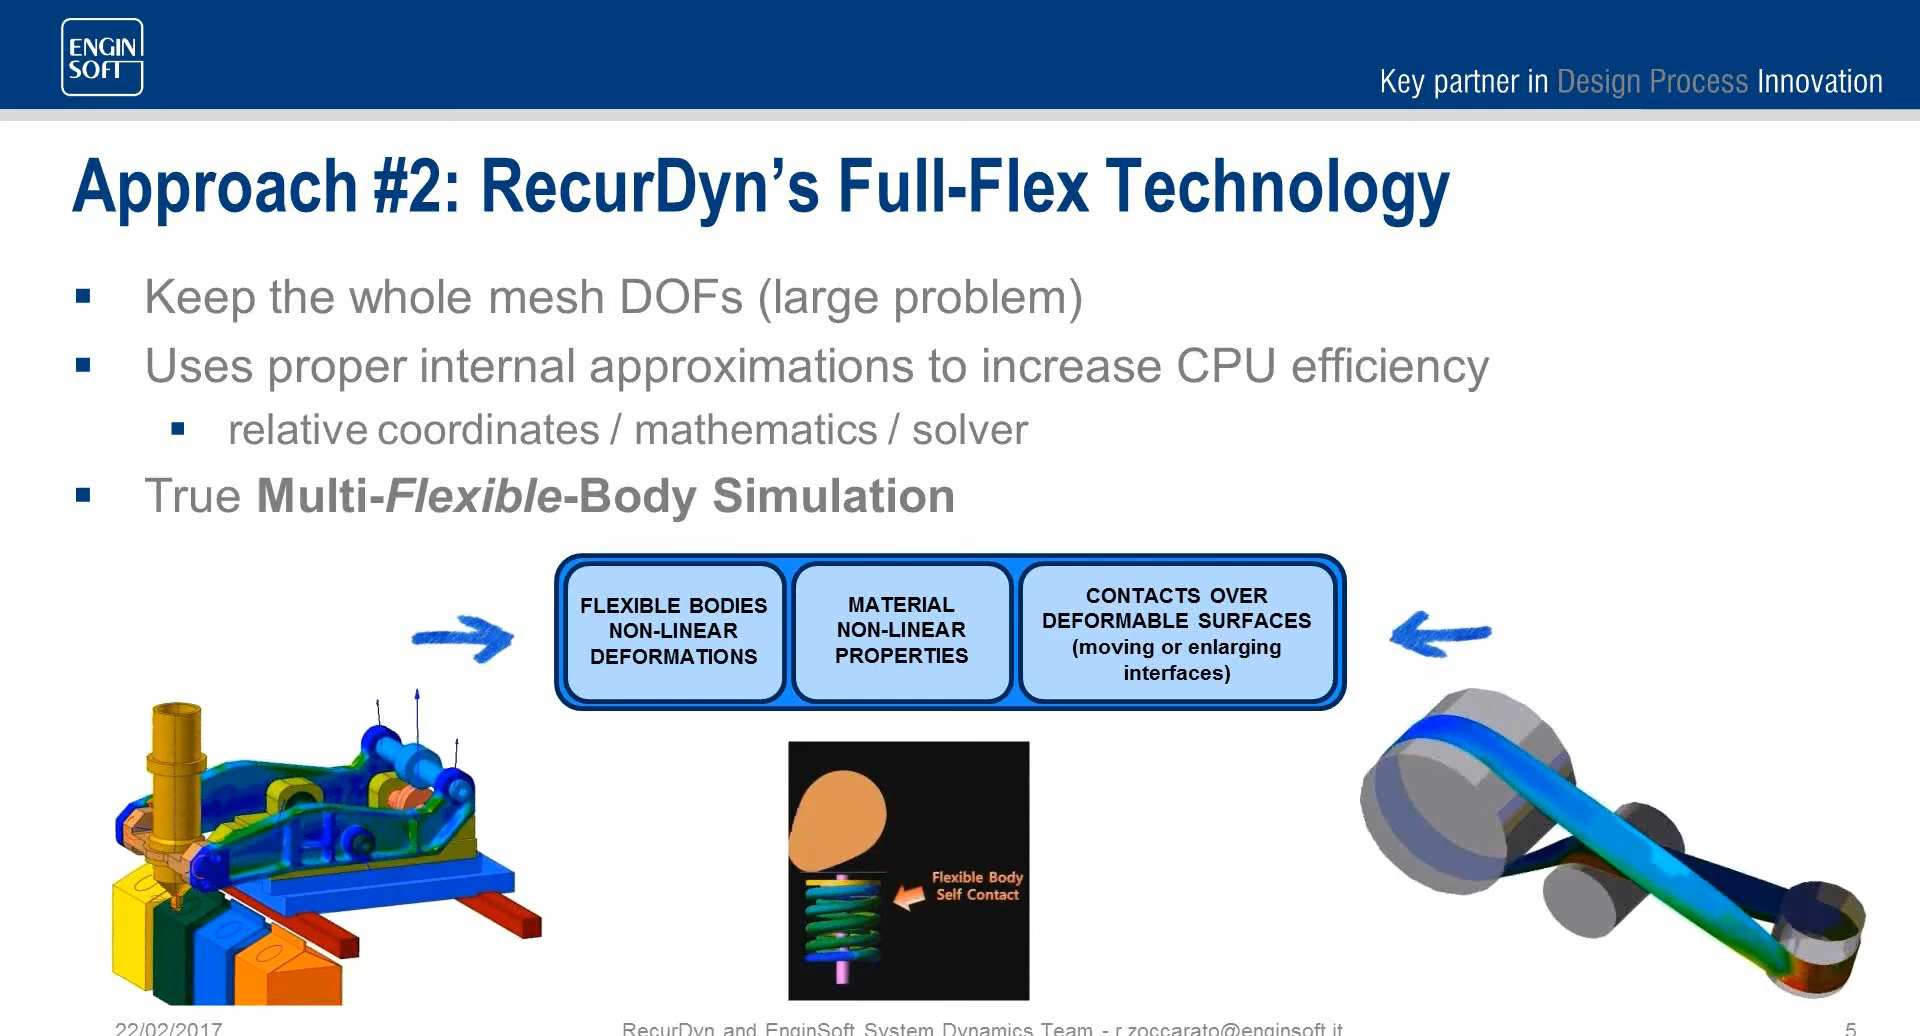 ENGIN
SOFT
Key partner in Design Process Innovation
Approach #2: RecurDyn’s Full-Flex Technology
Keep the whole mesh DOFs (large problem)
Uses proper internal approximations to increase CPU efficiency
relative coordinates / mathematics / solver
True Multi-Flexible-Body Simulation
FLEXIBLE BODIES
NON-LINEAR
DEFORMATIONS
MATERIAL
NON-LINEAR
PROPERTIES
CONTACTS OVER
DEFORMABLE SURFACES
(moving or enlarging
interfaces)
Flexible Body
Self Contact
22/02/2017
RecurDyn and EnginSoft System Dynamics Team - r.zoccarato@enginsoft.it
5